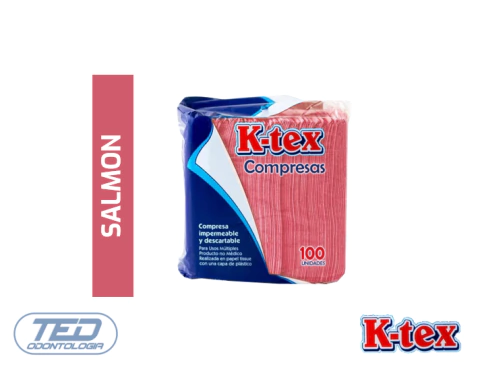 SALMON
K-tex
Compresas
Compresa
impermeable
y descartable
Para Usos Múltiples
Producto no Médico
Realizada en papel tissue
con una capa de plástico
100
UNIDADES
TED
ODONTOLOGIA
K-tex